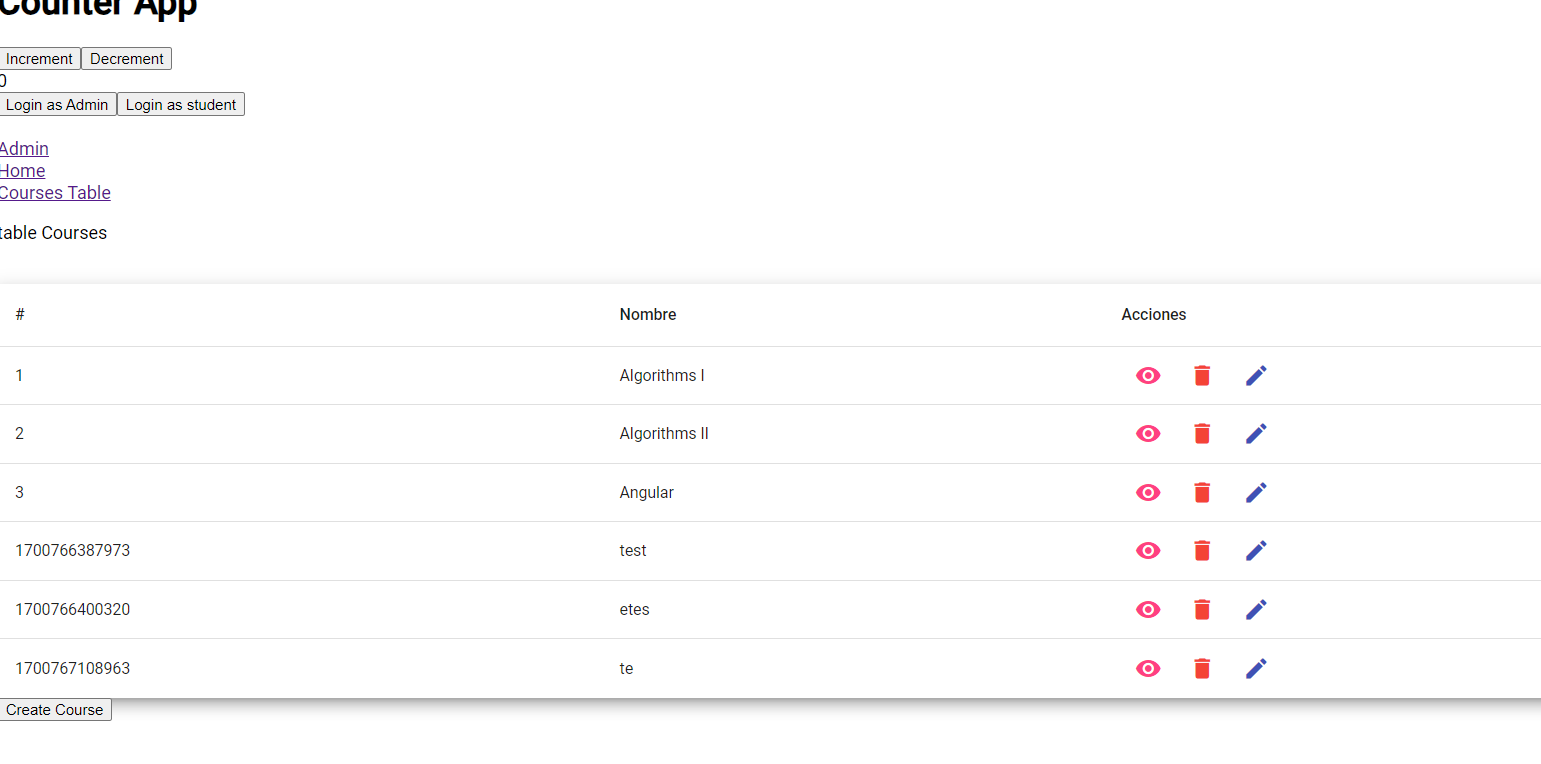 Counter App
Increment Decrement
0
Login as Admin Login as student
Admin
Home
Courses Table
table Courses
# Nombre Acciones
1 Algorithms I
2 Algorithms II
3 Angular
1700766387973 test
1700766400320 etes
1700767108963 te
Create Course